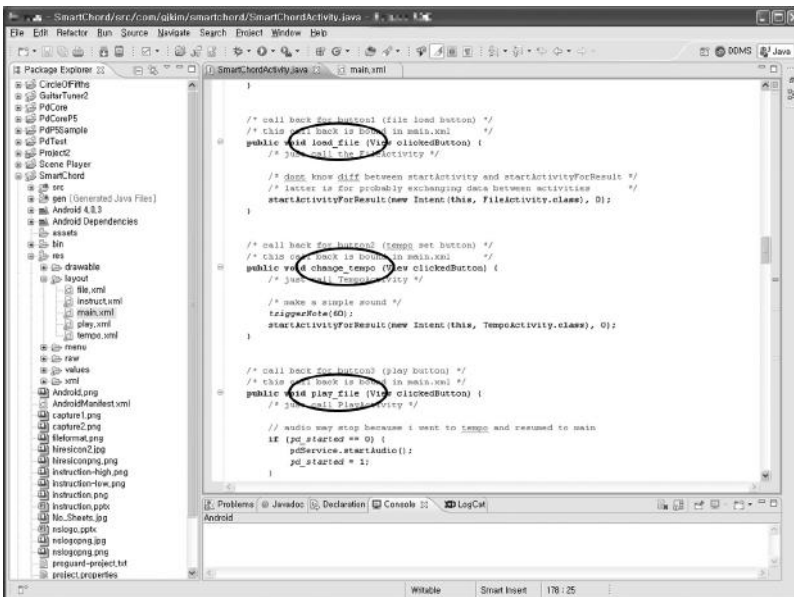 SmartChord/src/com/gikim/smartchord/SmartChordActivity.java -
File Edit Refactor Run Source Navigate Search Project Window Help
DDMS Java
Package Explorer
SmartChordActivity.java main.xml
CircleOfFifths
GuitarTuner2
PdCore
PdCoreP5
PdP5Sample
PdTest
Project2
Scene Player
SmartChord
src
gen [Generated Java Files]
Android 4.0.3
Android Dependencies
assets
bin
res
drawable
layout
file.xml
instruct.xml
main.xml
play.xml
tempo.xml
menu
raw
values
xml
Android.png
AndroidManifest.xml
capture1.png
capture2.png
fileformat.png
hiresicon2.jpg
hiresiconpng.png
instruction-high.png
instruction-low.png
instruction.png
instruction.pptx
No_Sheets.jpg
nslogo.pptx
nslogopng.jpg
nslogopng.png
proguard-project.txt
project.properties
}
/* call back for button1 (file load button) */
/* this call back is bound in main.xml */
public void load_file (View clickedButton) {
/* just call the FileActivity */
/* dont know diff between startActivity and startActivityForResult */
/* latter is for probably exchanging data between activities */
startActivityForResult(new Intent(this, FileActivity.class), 0);
}
/* call back for button2 (tempo set button) */
/* this call back is bound in main.xml */
public void change_tempo (View clickedButton) {
/* just call TempoActivity */
/* make a simple sound */
triggerNote(60);
startActivityForResult(new Intent(this, TempoActivity.class), 0);
}
/* call back for button3 (play button) */
/* this call back is bound in main.xml */
public void play_file (View clickedButton) {
/* just call PlayActivity */
// audio may stop because i went to tempo and resumed to main
if (pd_started == 0) {
pdService.startAudio();
pd_started = 1;
}
Problems Javadoc Declaration Console LogCat
Android
Writable Smart Insert 178 : 25